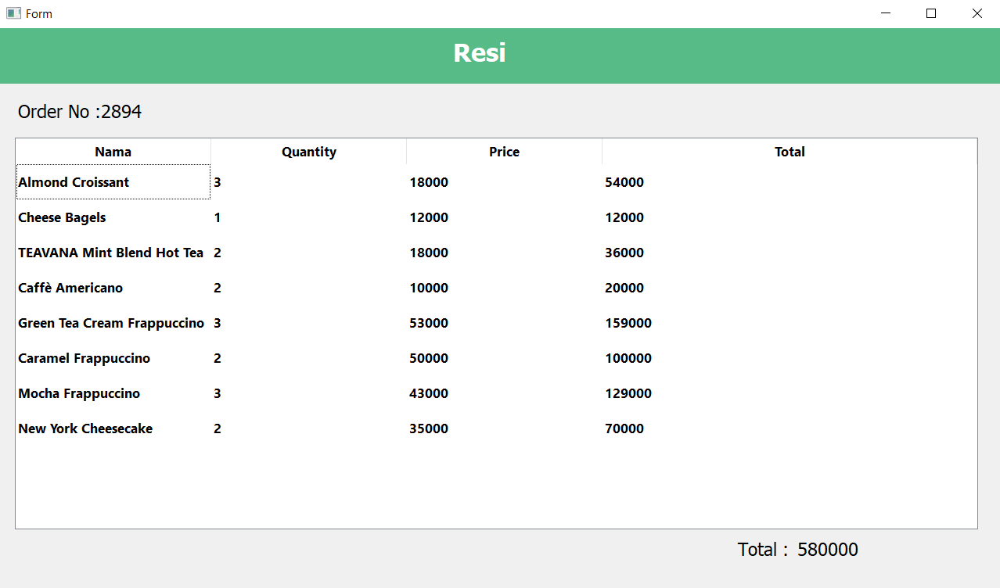 Form
Resi
Order No :2894
Nama Quantity Price Total
Almond Croissant 3 18000 54000
Cheese Bagels 1 12000 12000
TEAVANA Mint Blend Hot Tea 2 18000 36000
Caffè Americano 2 10000 20000
Green Tea Cream Frappuccino 3 53000 159000
Caramel Frappuccino 2 50000 100000
Mocha Frappuccino 3 43000 129000
New York Cheesecake 2 35000 70000
Total : 580000